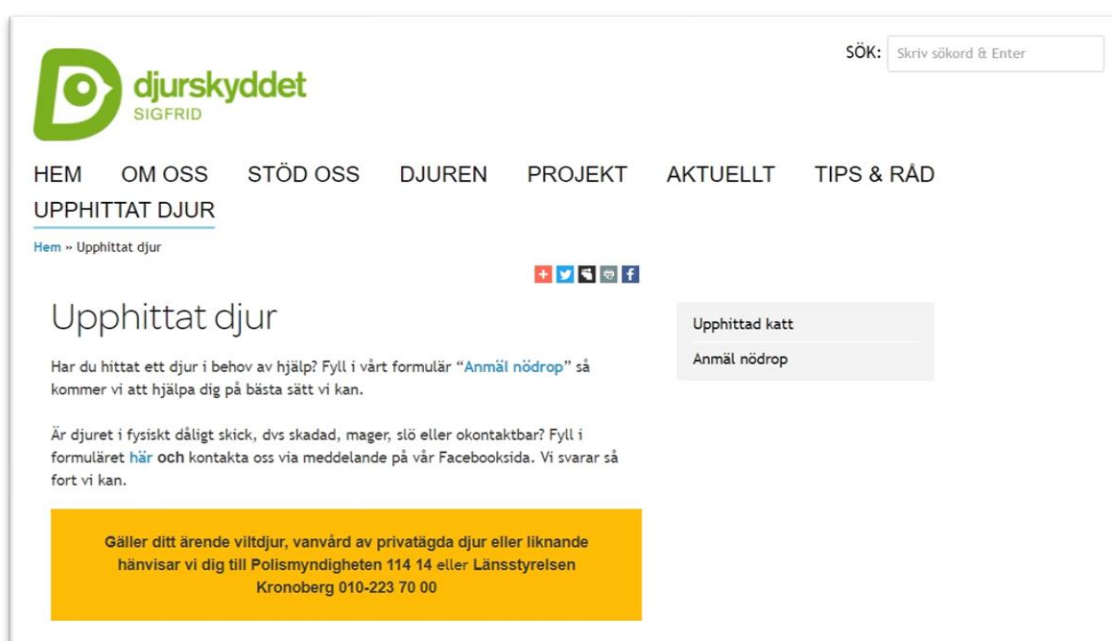 djurskyddet
SIGFRID
SÖK: Skriv sökord & Enter
HEM OM OSS STÖD OSS DJUREN PROJEKT AKTUELLT TIPS & RÅD
UPPHITTAT DJUR
Hem » Upphittat djur
Upphittat djur
Har du hittat ett djur i behov av hjälp? Fyll i vårt formulär “Anmäl nödrop” så
kommer vi att hjälpa dig på bästa sätt vi kan.
Är djuret i fysiskt dåligt skick, dvs skadad, mager, slö eller okontaktbar? Fyll i
formuläret här och kontakta oss via meddelande på vår Facebooksida. Vi svarar så
fort vi kan.
Gäller ditt ärende viltdjur, vanvård av privatägda djur eller liknande
hänvisar vi dig till Polismyndigheten 114 14 eller Länsstyrelsen
Kronoberg 010-223 70 00
Upphittad katt
Anmäl nödrop